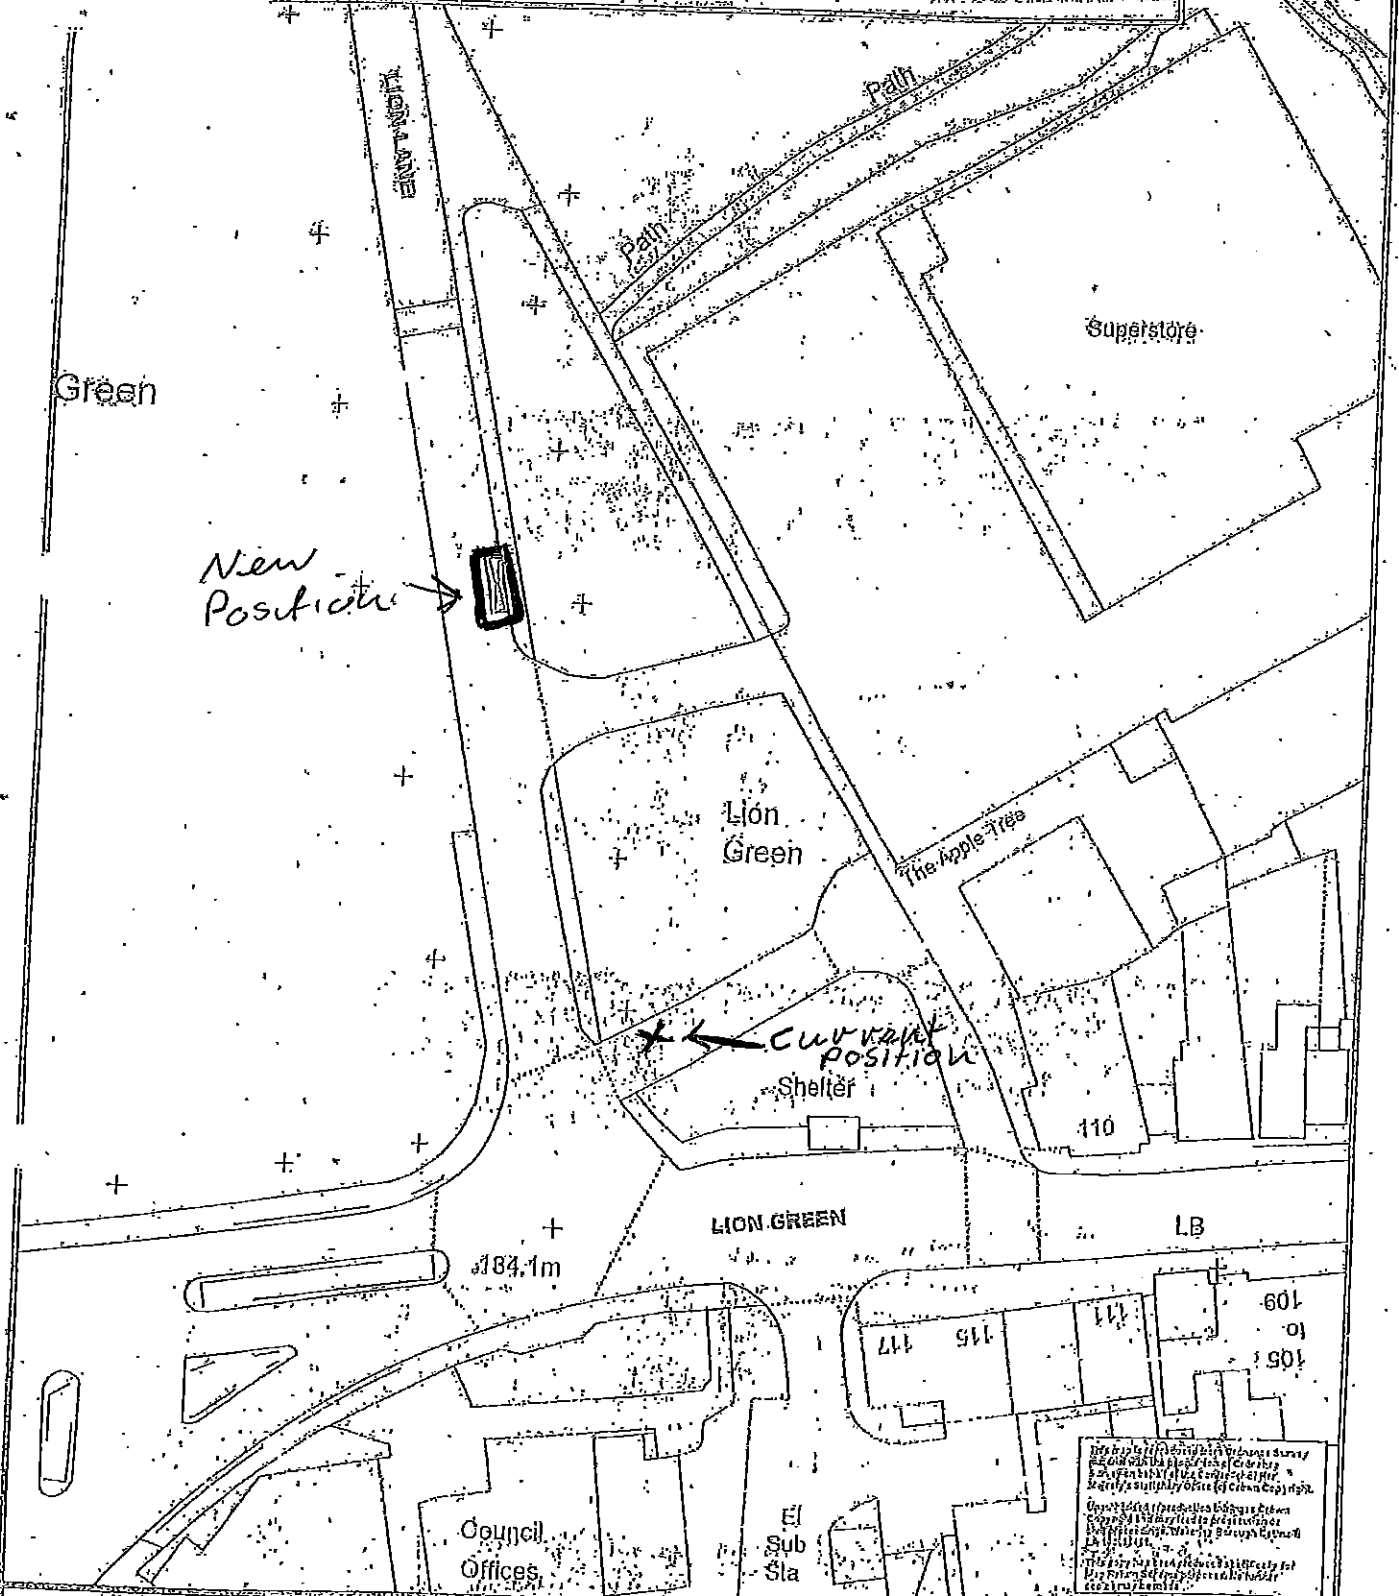 LION LANE
Path
Path
Superstore
Green
New
Position
Lion
Green
The Apple Tree
Current
Position
Shelter
110
LION GREEN
LB
184.1m
117
115
111
109
to
105
Council
Offices
El
Sub
Sta